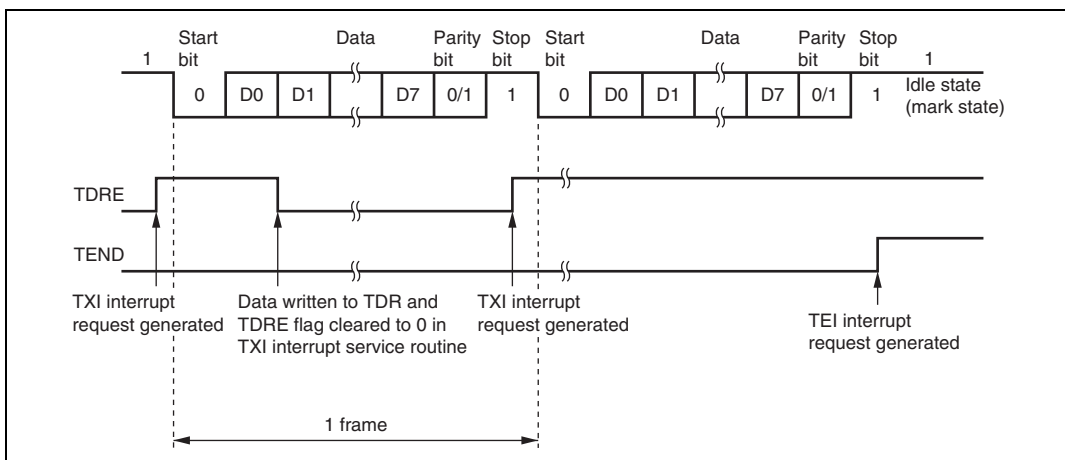 Start bit Data Parity bit Stop bit Start bit Data Parity bit Stop bit
1 1
0 D0 D1 D7 0/1 1 0 D0 D1 D7 0/1 1 Idle state (mark state)
TDRE
TEND
TXI interrupt
request generated
Data written to TDR and
TDRE flag cleared to 0 in
TXI interrupt service routine
TXI interrupt
request generated
TEI interrupt
request generated
1 frame